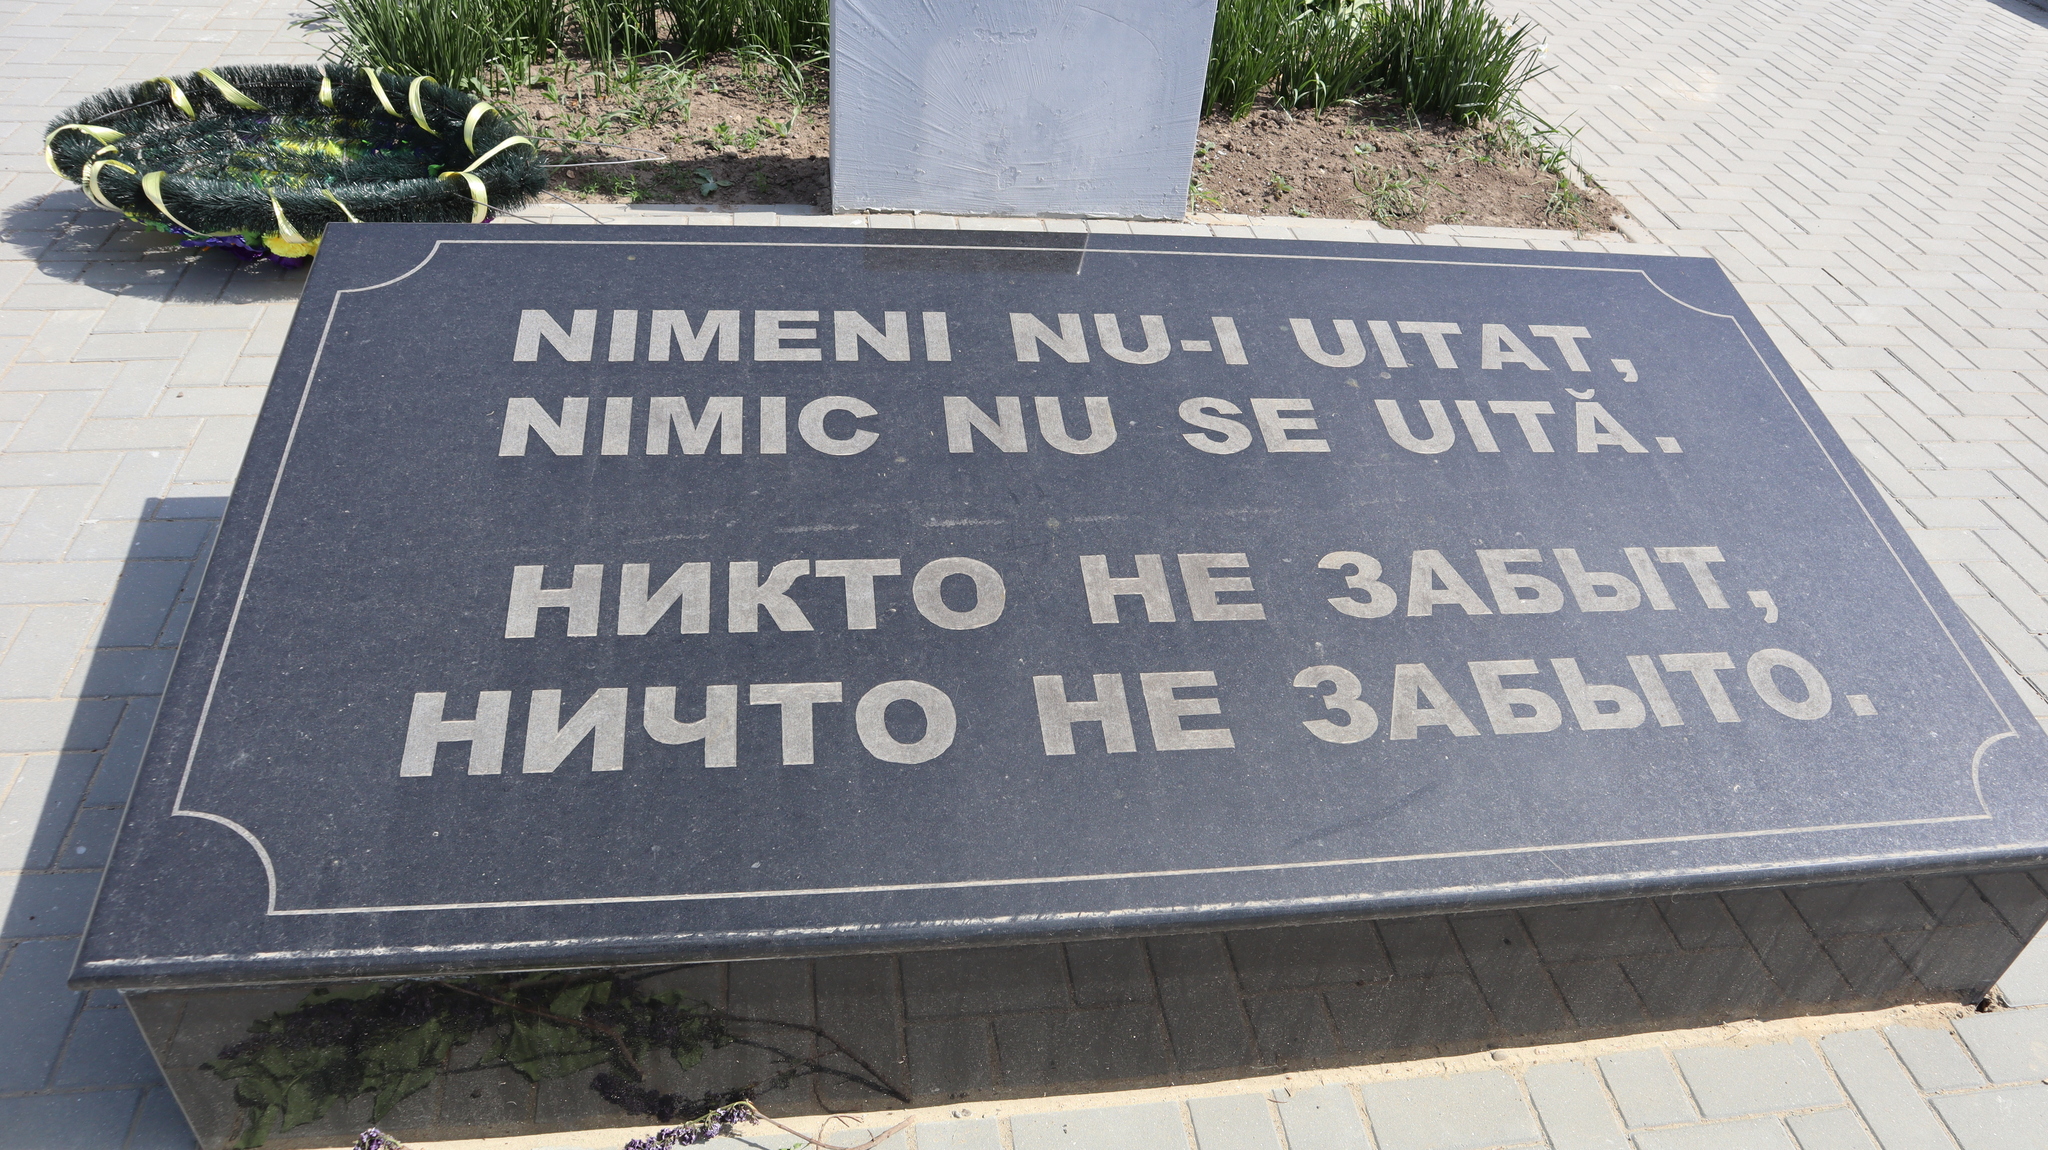 NIMENI NU-I UITAT,
NIMIC NU SE UITĂ.
НИКТО НЕ ЗАБЫТ,
НИЧТО НЕ ЗАБЫТО.